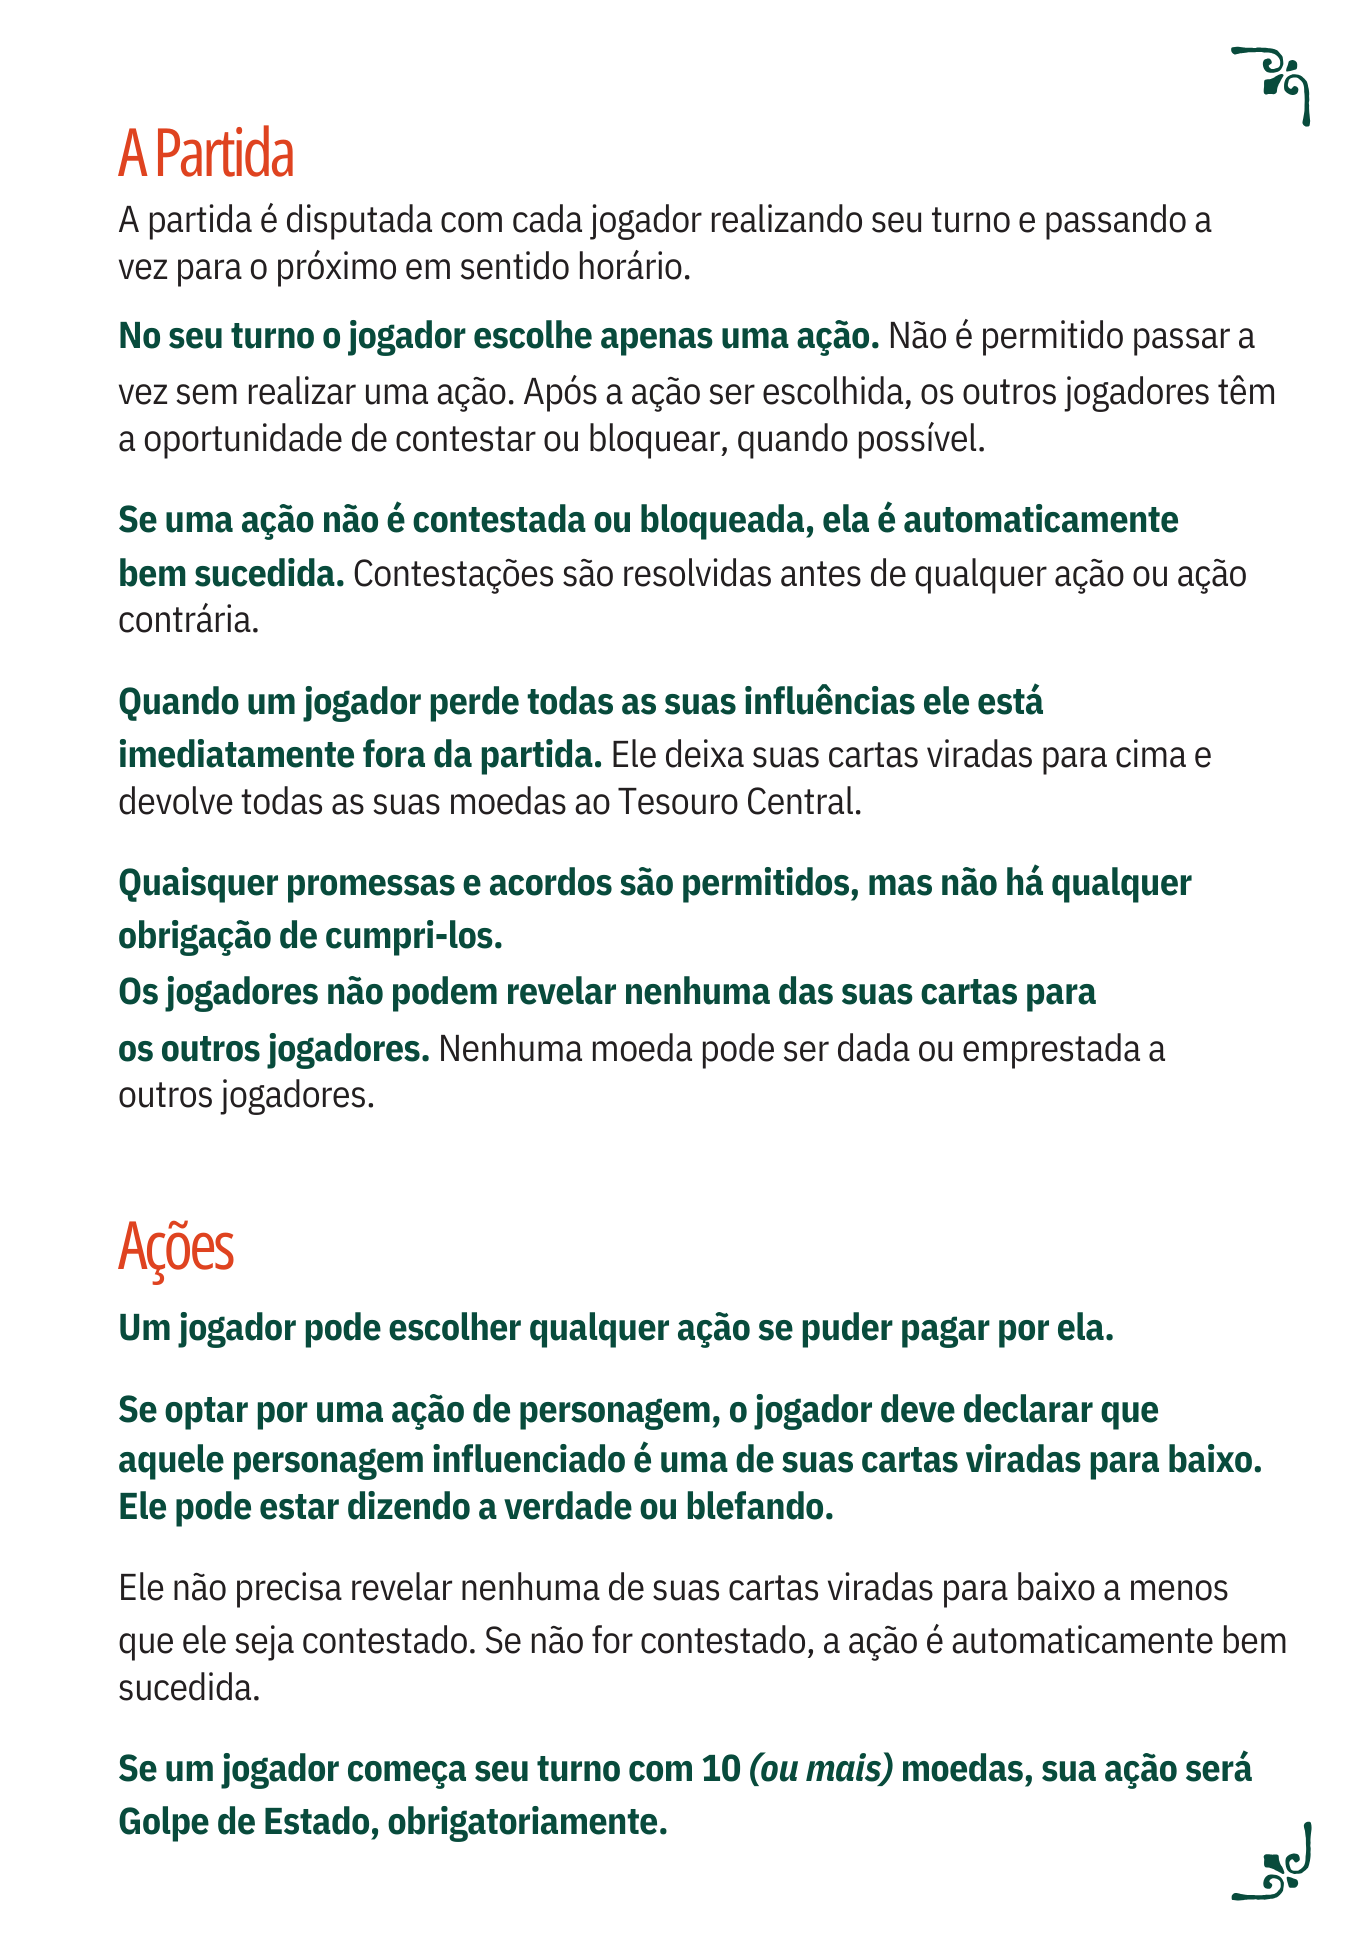 A Partida
A partida é disputada com cada jogador realizando seu turno e passando a
vez para o próximo em sentido horário.
No seu turno o jogador escolhe apenas uma ação. Não é permitido passar a
vez sem realizar uma ação. Após a ação ser escolhida, os outros jogadores têm
a oportunidade de contestar ou bloquear, quando possível.
Se uma ação não é contestada ou bloqueada, ela é automaticamente
bem sucedida. Contestações são resolvidas antes de qualquer ação ou ação
contrária.
Quando um jogador perde todas as suas influências ele está
imediatamente fora da partida. Ele deixa suas cartas viradas para cima e
devolve todas as suas moedas ao Tesouro Central.
Quaisquer promessas e acordos são permitidos, mas não há qualquer
obrigação de cumpri-los.
Os jogadores não podem revelar nenhuma das suas cartas para
os outros jogadores. Nenhuma moeda pode ser dada ou emprestada a
outros jogadores.
Ações
Um jogador pode escolher qualquer ação se puder pagar por ela.
Se optar por uma ação de personagem, o jogador deve declarar que
aquele personagem influenciado é uma de suas cartas viradas para baixo.
Ele pode estar dizendo a verdade ou blefando.
Ele não precisa revelar nenhuma de suas cartas viradas para baixo a menos
que ele seja contestado. Se não for contestado, a ação é automaticamente bem
sucedida.
Se um jogador começa seu turno com 10 (ou mais) moedas, sua ação será
Golpe de Estado, obrigatoriamente.